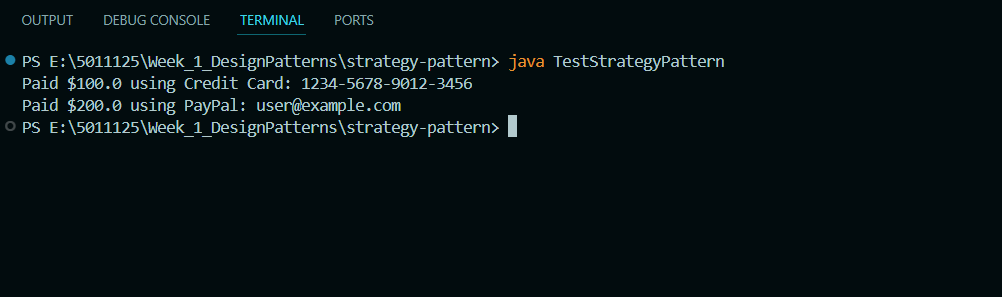 OUTPUT DEBUG CONSOLE TERMINAL PORTS
PS E:\5011125\Week_1_DesignPatterns\strategy-pattern> java TestStrategyPattern
Paid $100.0 using Credit Card: 1234-5678-9012-3456
Paid $200.0 using PayPal: user@example.com
PS E:\5011125\Week_1_DesignPatterns\strategy-pattern>